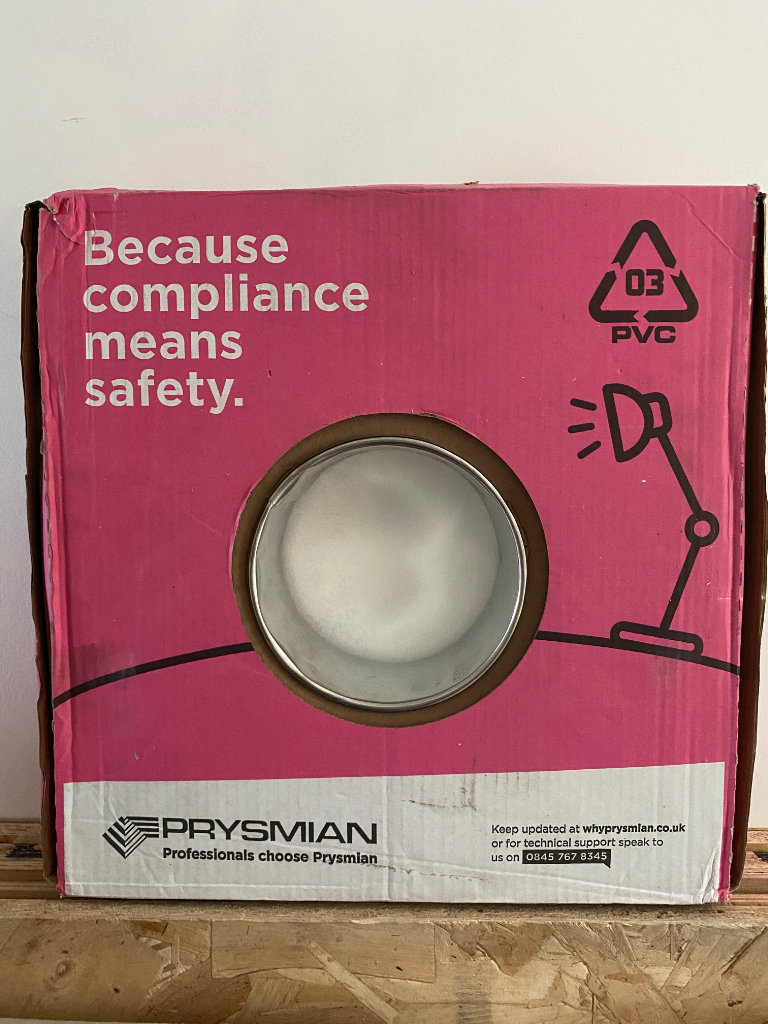 Because
compliance
means
safety.
03
PVC
PRYSMIAN
Professionals choose Prysmian
Keep updated at whyprysmian.co.uk
or for technical support speak to
us on 0845 767 8345